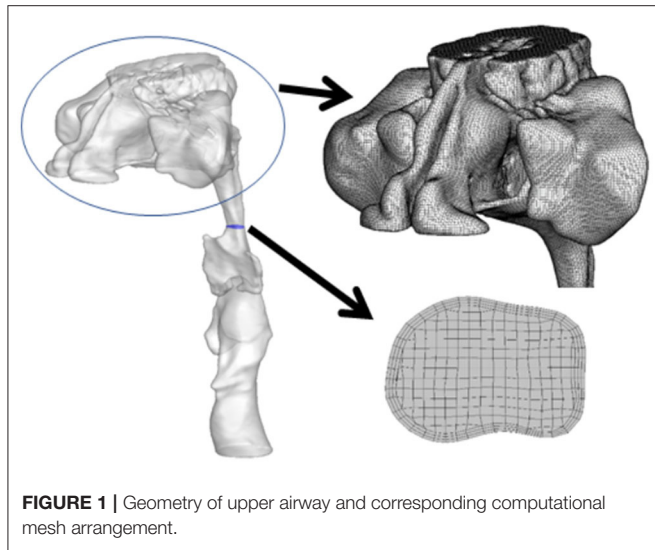 FIGURE 1 | Geometry of upper airway and corresponding computational
mesh arrangement.